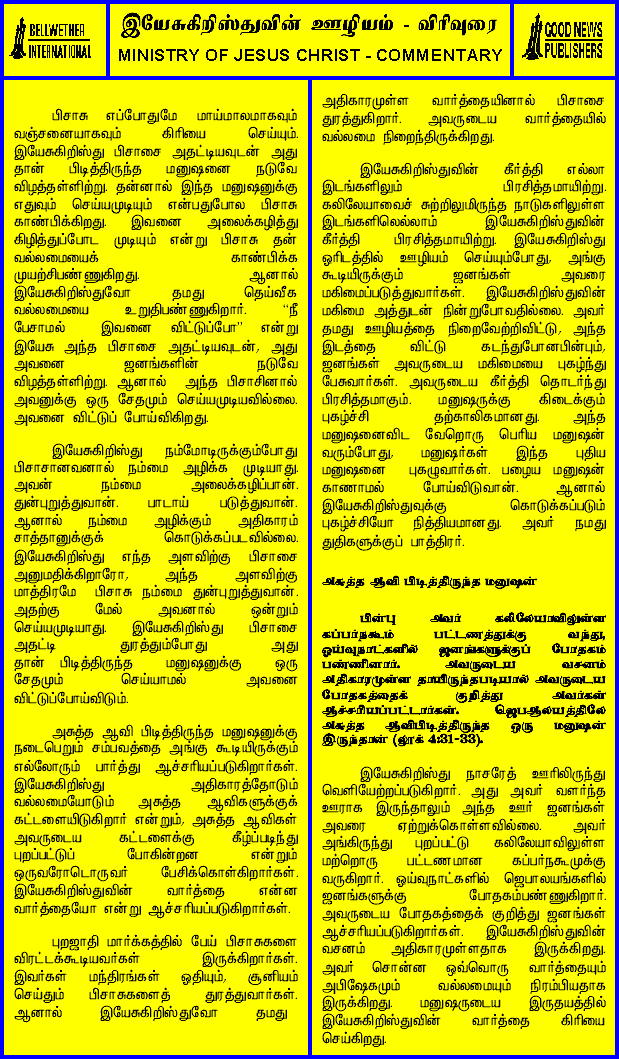 BELLWETHER
INTERNATIONAL
இயேசுகிறிஸ்துவின் ஊழியம் - விரிவுரை
MINISTRY OF JESUS CHRIST - COMMENTARY
GOOD NEWS
PUBLISHERS
பிசாசு எப்போதுமே மாய்மாலமாகவும்
வஞ்சனையாகவும் கிரியை செய்யும்.
இயேசுகிறிஸ்து பிசாசை அதட்டியவுடன் அது
தான் பிடித்திருந்த மனுஷனை நடுவே
விழத்தள்ளிற்று. தன்னால் இந்த மனுஷனுக்கு
எதுவும் செய்யமுடியும் என்பதுபோல பிசாசு
காண்பிக்கிறது. இவனை அலைக்கழித்து
கிழித்துப்போட முடியும் என்று பிசாசு தன்
வல்லமையைக் காண்பிக்க
முயற்சிபண்ணுகிறது. ஆனால்
இயேசுகிறிஸ்துவோ தமது தெய்வீக
வல்லமையை உறுதிபண்ணுகிறார். “நீ
பேசாமல் இவனை விட்டுப்போ” என்று
இயேசு அந்த பிசாசை அதட்டியவுடன், அது
அவனை ஜனங்களின் நடுவே
விழத்தள்ளிற்று. ஆனால் அந்த பிசாசினால்
அவனுக்கு ஒரு சேதமும் செய்யமுடியவில்லை.
அவனை விட்டுப் போய்விகிறது.
இயேசுகிறிஸ்து நம்மோடிருக்கும்போது
பிசாசானவனால் நம்மை அழிக்க முடியாது.
அவன் நம்மை அலைக்கழிப்பான்.
துன்புறுத்துவான். பாடாய் படுத்துவான்.
ஆனால் நம்மை அழிக்கும் அதிகாரம்
சாத்தானுக்குக் கொடுக்கப்படவில்லை.
இயேசுகிறிஸ்து எந்த அளவிற்கு பிசாசை
அனுமதிக்கிறாரோ, அந்த அளவிற்கு
மாத்திரமே பிசாசு நம்மை துன்புறுத்துவான்.
அதற்கு மேல் அவனால் ஒன்றும்
செய்யமுடியாது. இயேசுகிறிஸ்து பிசாசை
அதட்டி துரத்தும்போது அது
தான் பிடித்திருந்த மனுஷனுக்கு ஒரு
சேதமும் செய்யாமல் அவனை
விட்டுப்போய்விடும்.
அசுத்த ஆவி பிடித்திருந்த மனுஷனுக்கு
நடைபெறும் சம்பவத்தை அங்கு கூடியிருக்கும்
எல்லோரும் பார்த்து ஆச்சரியப்படுகிறார்கள்.
இயேசுகிறிஸ்து அதிகாரத்தோடும்
வல்லமையோடும் அசுத்த ஆவிகளுக்குக்
கட்டளையிடுகிறார் என்றும், அசுத்த ஆவிகள்
அவருடைய கட்டளைக்கு கீழ்ப்படிந்து
புறப்பட்டுப் போகின்றன என்றும்
ஒருவரோடொருவர் பேசிக்கொள்கிறார்கள்.
இயேசுகிறிஸ்துவின் வார்த்தை என்ன
வார்த்தையோ என்று ஆச்சரியப்படுகிறார்கள்.
புறஜாதி மார்க்கத்தில் பேய் பிசாசுகளை
விரட்டக்கூடியவர்கள் இருக்கிறார்கள்.
இவர்கள் மந்திரங்கள் ஓதியும், சூனியம்
செய்தும் பிசாசுகளைத் துரத்துவார்கள்.
ஆனால் இயேசுகிறிஸ்துவோ தமது
அதிகாரமுள்ள வார்த்தையினால் பிசாசை
துரத்துகிறார். அவருடைய வார்த்தையில்
வல்லமை நிறைந்திருக்கிறது.
இயேசுகிறிஸ்துவின் கீர்த்தி எல்லா
இடங்களிலும் பிரசித்தமாயிற்று.
கலிலேயாவைச் சுற்றிலுமிருந்த நாடுகளிலுள்ள
இடங்களிலெல்லாம் இயேசுகிறிஸ்துவின்
கீர்த்தி பிரசித்தமாயிற்று. இயேசுகிறிஸ்து
ஓரிடத்தில் ஊழியம் செய்யும்போது, அங்கு
கூடியிருக்கும் ஜனங்கள் அவரை
மகிமைப்படுத்துவார்கள். இயேசுகிறிஸ்துவின்
மகிமை அத்துடன் நின்றுபோவதில்லை. அவர்
தமது ஊழியத்தை நிறைவேற்றிவிட்டு, அந்த
இடத்தை விட்டு கடந்துபோனபின்பும்,
ஜனங்கள் அவருடைய மகிமையை புகழ்ந்து
பேசுவார்கள். அவருடைய கீர்த்தி தொடர்ந்து
பிரசித்தமாகும். மனுஷருக்கு கிடைக்கும்
புகழ்ச்சி தற்காலிகமானது. அந்த
மனுஷனைவிட வேறொரு பெரிய மனுஷன்
வரும்போது, மனுஷர்கள் இந்த புதிய
மனுஷனை புகழுவார்கள். பழைய மனுஷன்
காணாமல் போய்விடுவான். ஆனால்
இயேசுகிறிஸ்துவுக்கு கொடுக்கப்படும்
புகழ்ச்சியோ நித்தியமானது. அவர் நமது
துதிகளுக்குப் பாத்திரர்.
அசுத்த ஆவி பிடித்திருந்த மனுஷன்
பின்பு அவர் கலிலேயாவிலுள்ள
கப்பர்நகூம் பட்டணத்துக்கு வந்து,
ஓய்வுநாட்களில் ஜனங்களுக்குப் போதகம்
பண்ணினார். அவருடைய வசனம்
அதிகாரமுள்ள தாயிருந்தபடியால் அவருடைய
போதகத்தைக் குறித்து அவர்கள்
ஆச்சரியப்பட்டார்கள். ஜெபஆலயத்திலே
அசுத்த ஆவிபிடித்திருந்த ஒரு மனுஷன்
இருந்தான் (லூக் 4:31-33).
இயேசுகிறிஸ்து நாசரேத் ஊரிலிருந்து
வெளியேற்றப்படுகிறார். அது அவர் வளர்ந்த
ஊராக இருந்தாலும் அந்த ஊர் ஜனங்கள்
அவரை ஏற்றுக்கொள்ளவில்லை. அவர்
அங்கிருந்து புறப்பட்டு கலிலேயாவிலுள்ள
மற்றொரு பட்டணமான கப்பர்நகூமுக்கு
வருகிறார். ஓய்வுநாட்களில் ஜெபாலயங்களில்
ஜனங்களுக்கு போதகம்பண்ணுகிறார்.
அவருடைய போதகத்தைக் குறித்து ஜனங்கள்
ஆச்சரியப்படுகிறார்கள். இயேசுகிறிஸ்துவின்
வசனம் அதிகாரமுள்ளதாக இருக்கிறது.
அவர் சொன்ன ஒவ்வொரு வார்த்தையும்
அபிஷேகமும் வல்லமையும் நிரம்பியதாக
இருக்கிறது. மனுஷருடைய இருதயத்தில்
இயேசுகிறிஸ்துவின் வார்த்தை கிரியை
செய்கிறது.